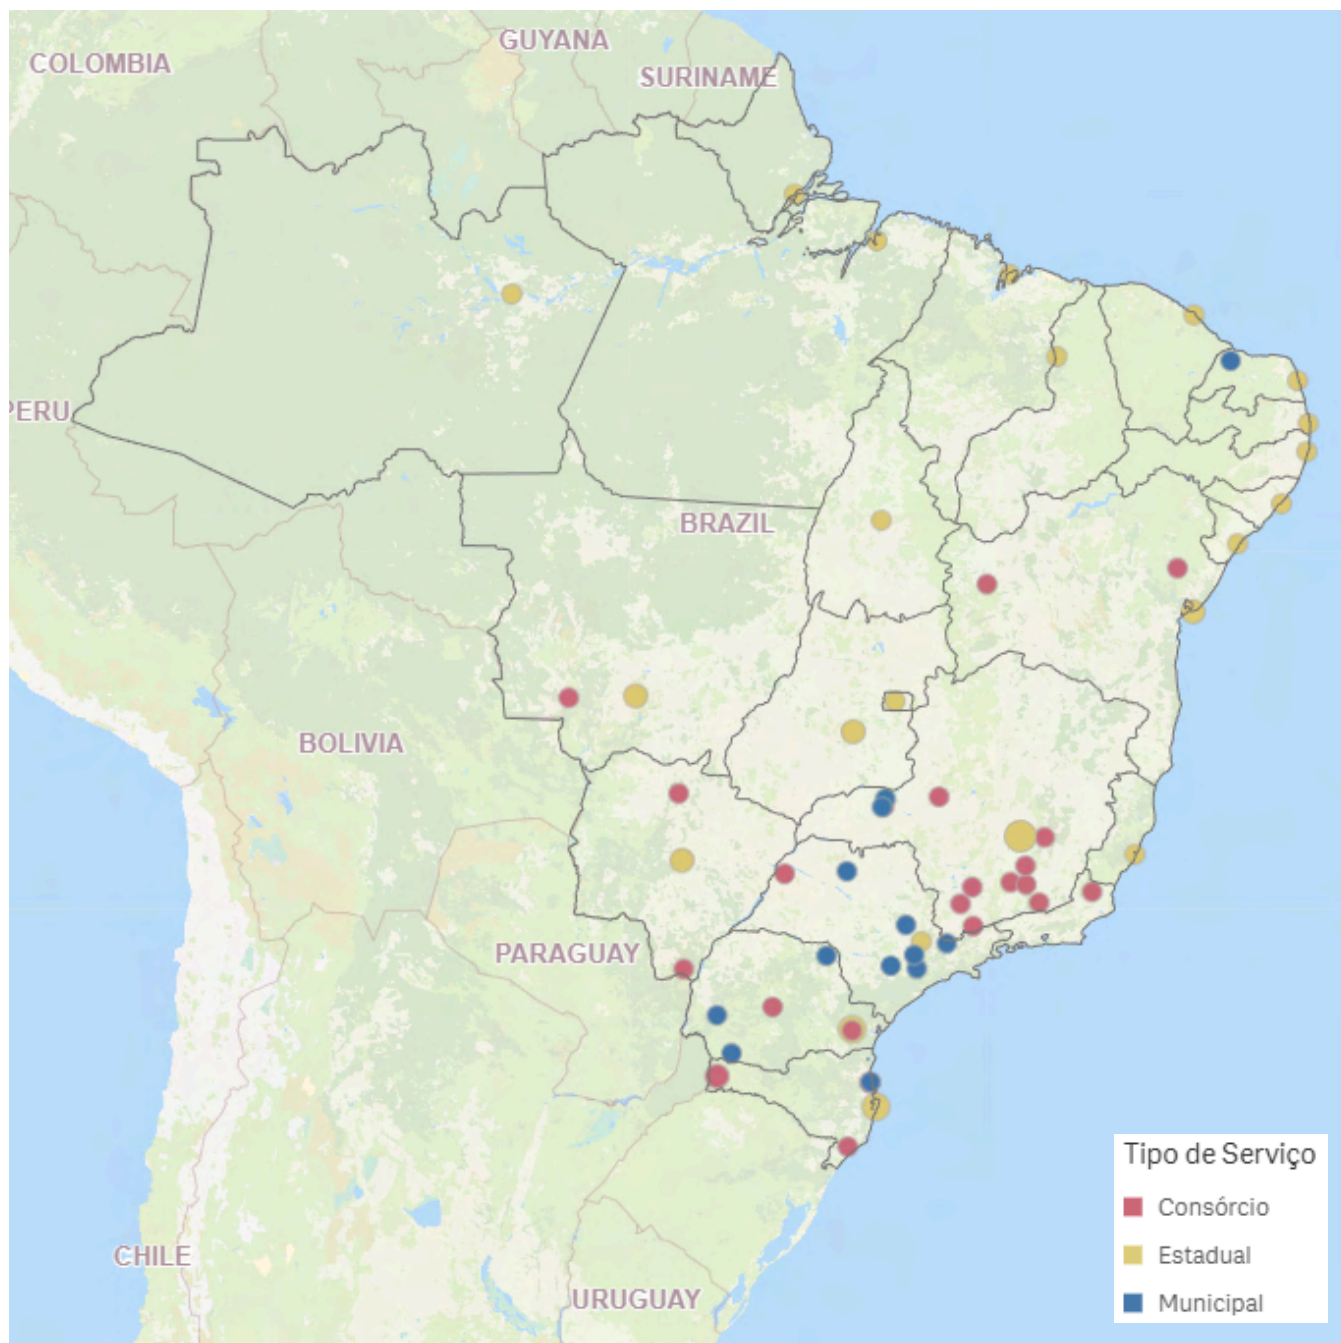 GUYANA
COLOMBIA
SURINAME
PERU
BRAZIL
BOLIVIA
PARAGUAY
CHILE
URUGUAY
Tipo de Serviço
Consórcio
Estadual
Municipal